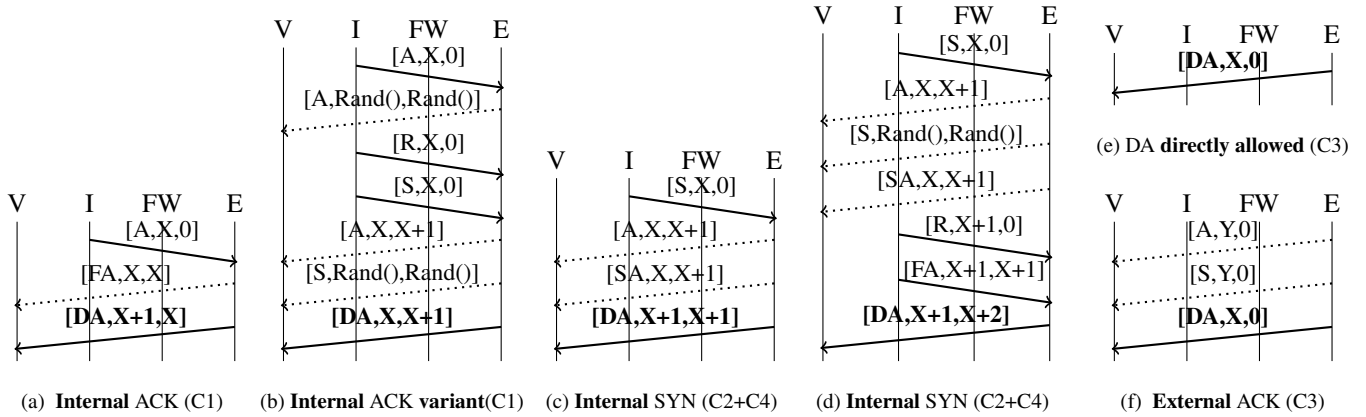 V I FW E
[A,X,0]
[FA,X,X]
[DA,X+1,X]
(a) Internal ACK (C1)
V I FW E
[A,X,0]
[A,Rand(),Rand()]
[R,X,0]
[S,X,0]
[A,X,X+1]
[S,Rand(),Rand()]
[DA,X,X+1]
(b) Internal ACK variant(C1)
V I FW E
[S,X,0]
[A,X,X+1]
[SA,X,X+1]
[DA,X+1,X+1]
(c) Internal SYN (C2+C4)
V I FW E
[S,X,0]
[A,X,X+1]
[S,Rand(),Rand()]
[SA,X,X+1]
[R,X+1,0]
[FA,X+1,X+1]
[DA,X+1,X+2]
(d) Internal SYN (C2+C4)
V I FW E
[DA,X,0]
(e) DA directly allowed (C3)
V I FW E
[A,Y,0]
[S,Y,0]
[DA,X,0]
(f) External ACK (C3)